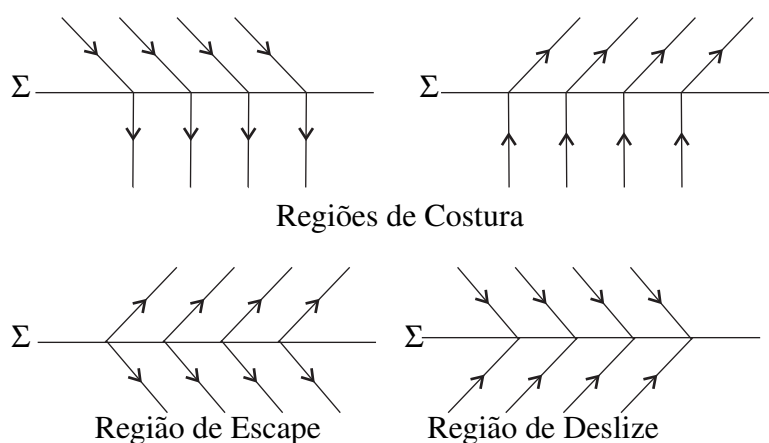 Σ Σ
Regiões de Costura
Σ Σ
Região de Escape Região de Deslize